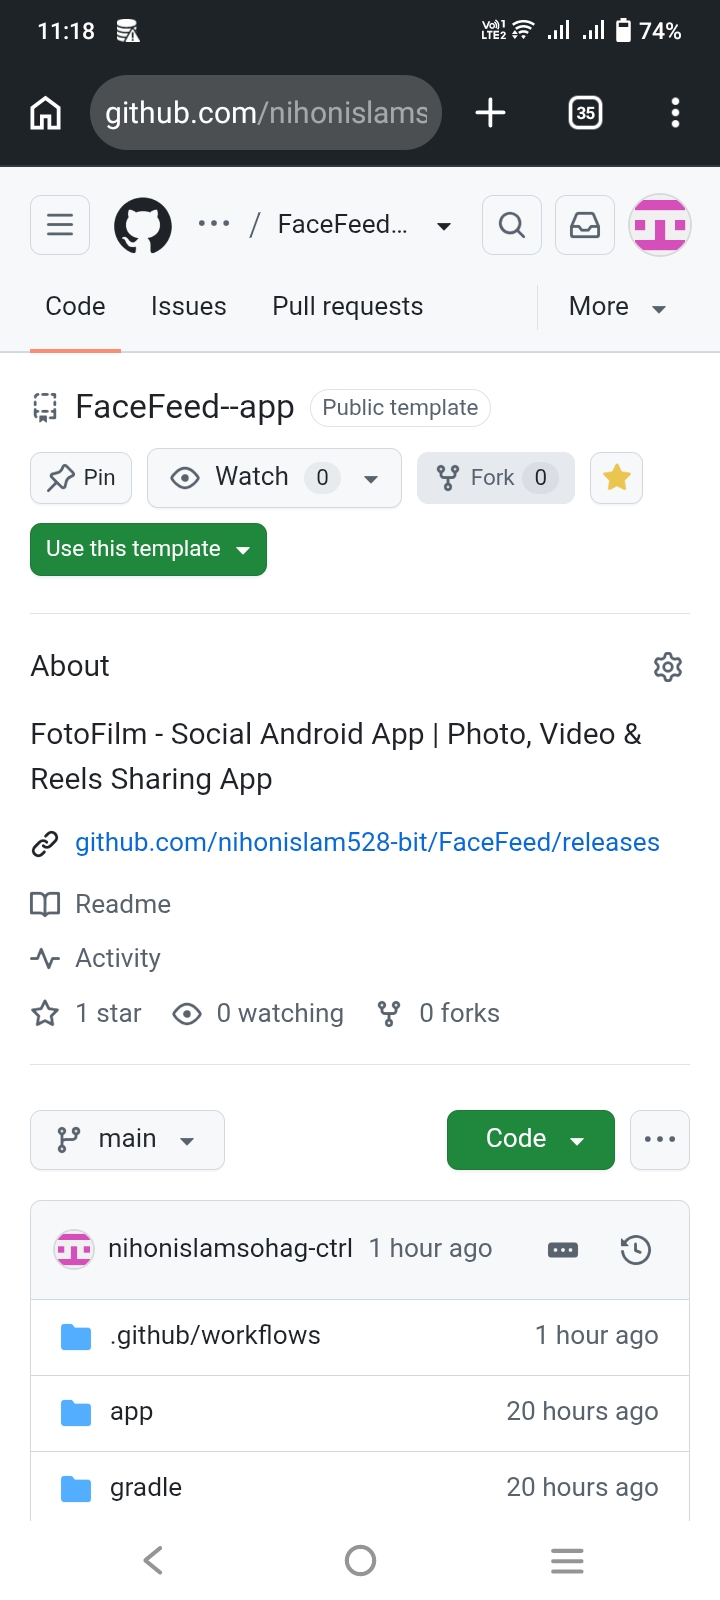 11:18
Vo))1 LTE2 74%
github.com/nihonislams
35
... / FaceFeed...
Code Issues Pull requests More
FaceFeed--app Public template
Pin Watch 0 Fork 0
Use this template
About
FotoFilm - Social Android App | Photo, Video &
Reels Sharing App
github.com/nihonislam528-bit/FaceFeed/releases
Readme
Activity
1 star 0 watching 0 forks
main Code
nihonislamsohag-ctrl 1 hour ago
.github/workflows 1 hour ago
app 20 hours ago
gradle 20 hours ago